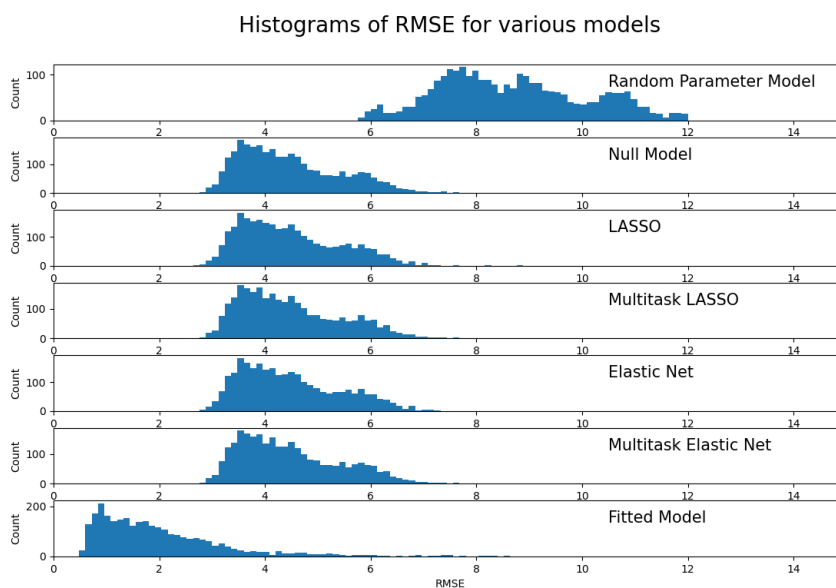 Histograms of RMSE for various models
100
Count
Random Parameter Model
0
0 2 4 6 8 10 12 14
Count
100
Null Model
0
0 2 4 6 8 10 12 14
Count
100
LASSO
0
0 2 4 6 8 10 12 14
Count
100
Multitask LASSO
0
0 2 4 6 8 10 12 14
Count
100
Elastic Net
0
0 2 4 6 8 10 12 14
Count
100
Multitask Elastic Net
0
0 2 4 6 8 10 12 14
200
Count
Fitted Model
0
0 2 4 6 8 10 12 14
RMSE